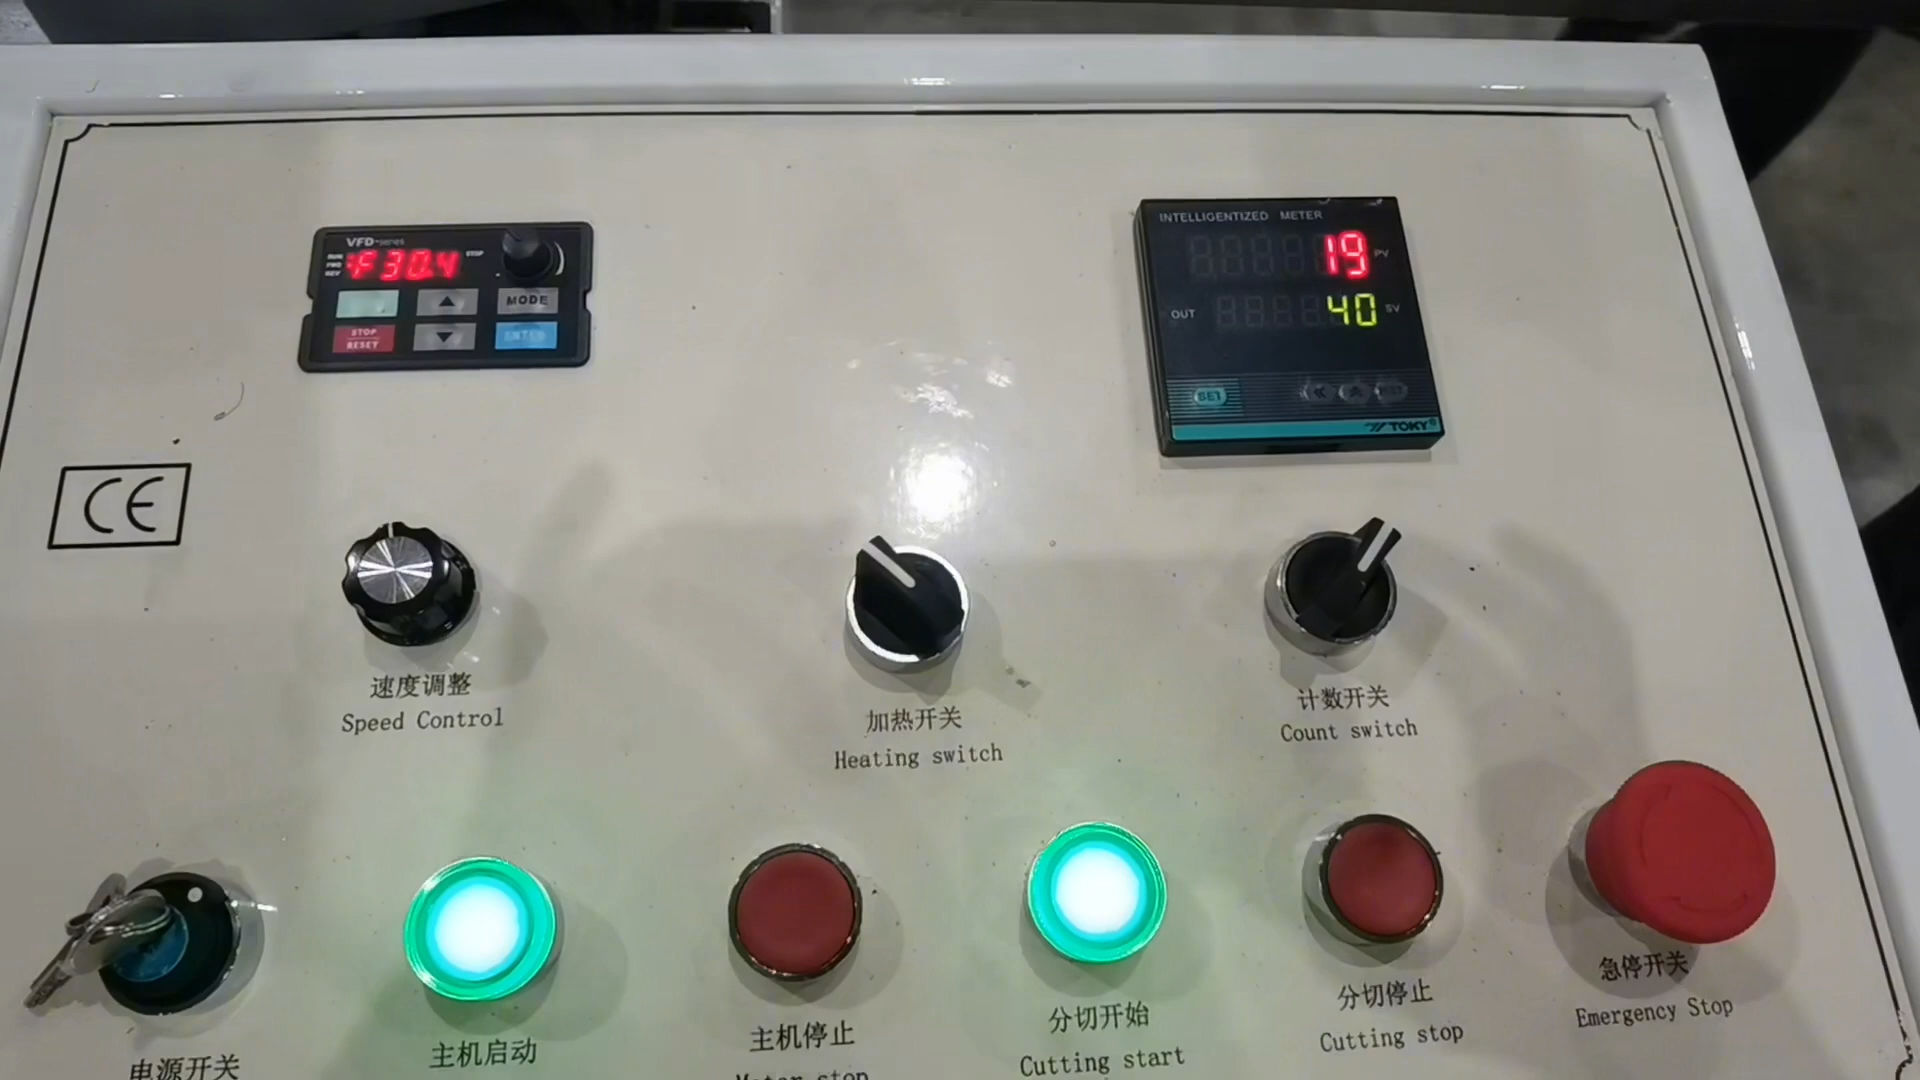 VFD-series
RUN
FWD
REV
F30.4
STOP
MODE
STOP
RESET
ENTER
INTELLIGENTIZED METER
19 PV
OUT 40 SV
SET
TOKY®
CE
速度调整
Speed Control
加热开关
Heating switch
计数开关
Count switch
电源开关
主机启动
主机停止
Motor stop
分切开始
Cutting start
分切停止
Cutting stop
急停开关
Emergency Stop